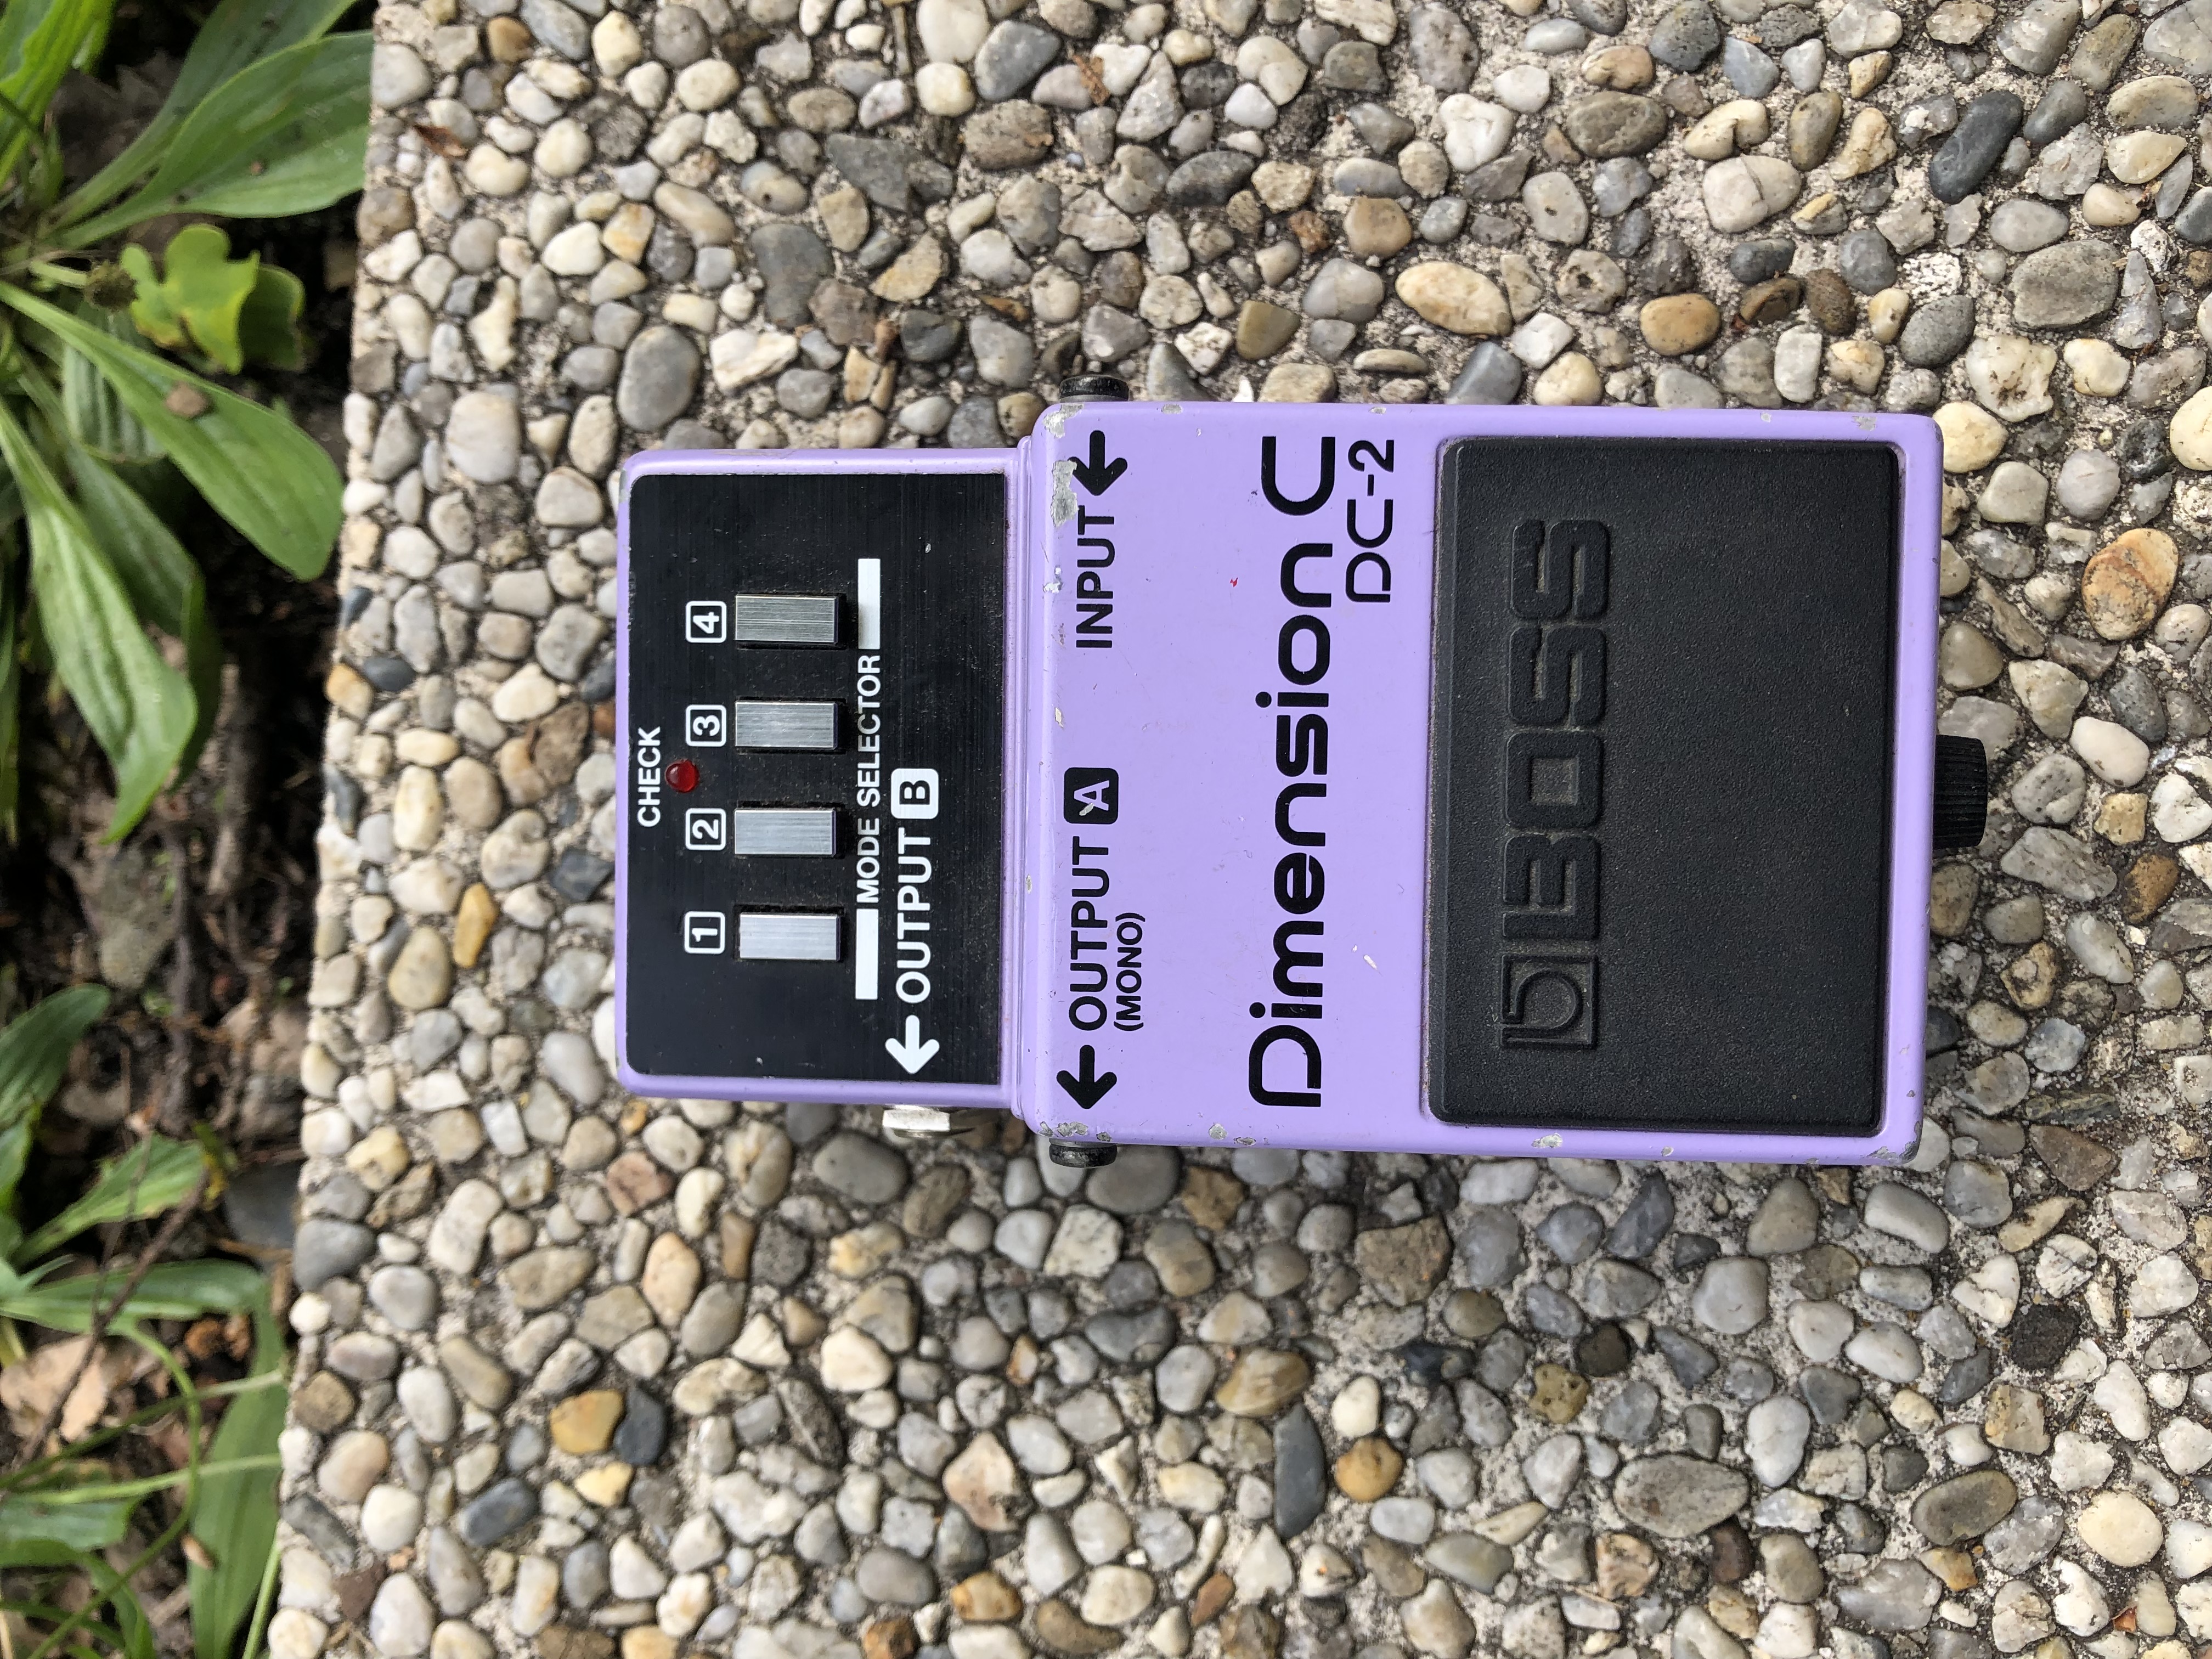 CHECK
1 2 3 4
MODE SELECTOR
← OUTPUT B
← OUTPUT A INPUT ←
(MONO)
Dimension C
DC-2
BOSS